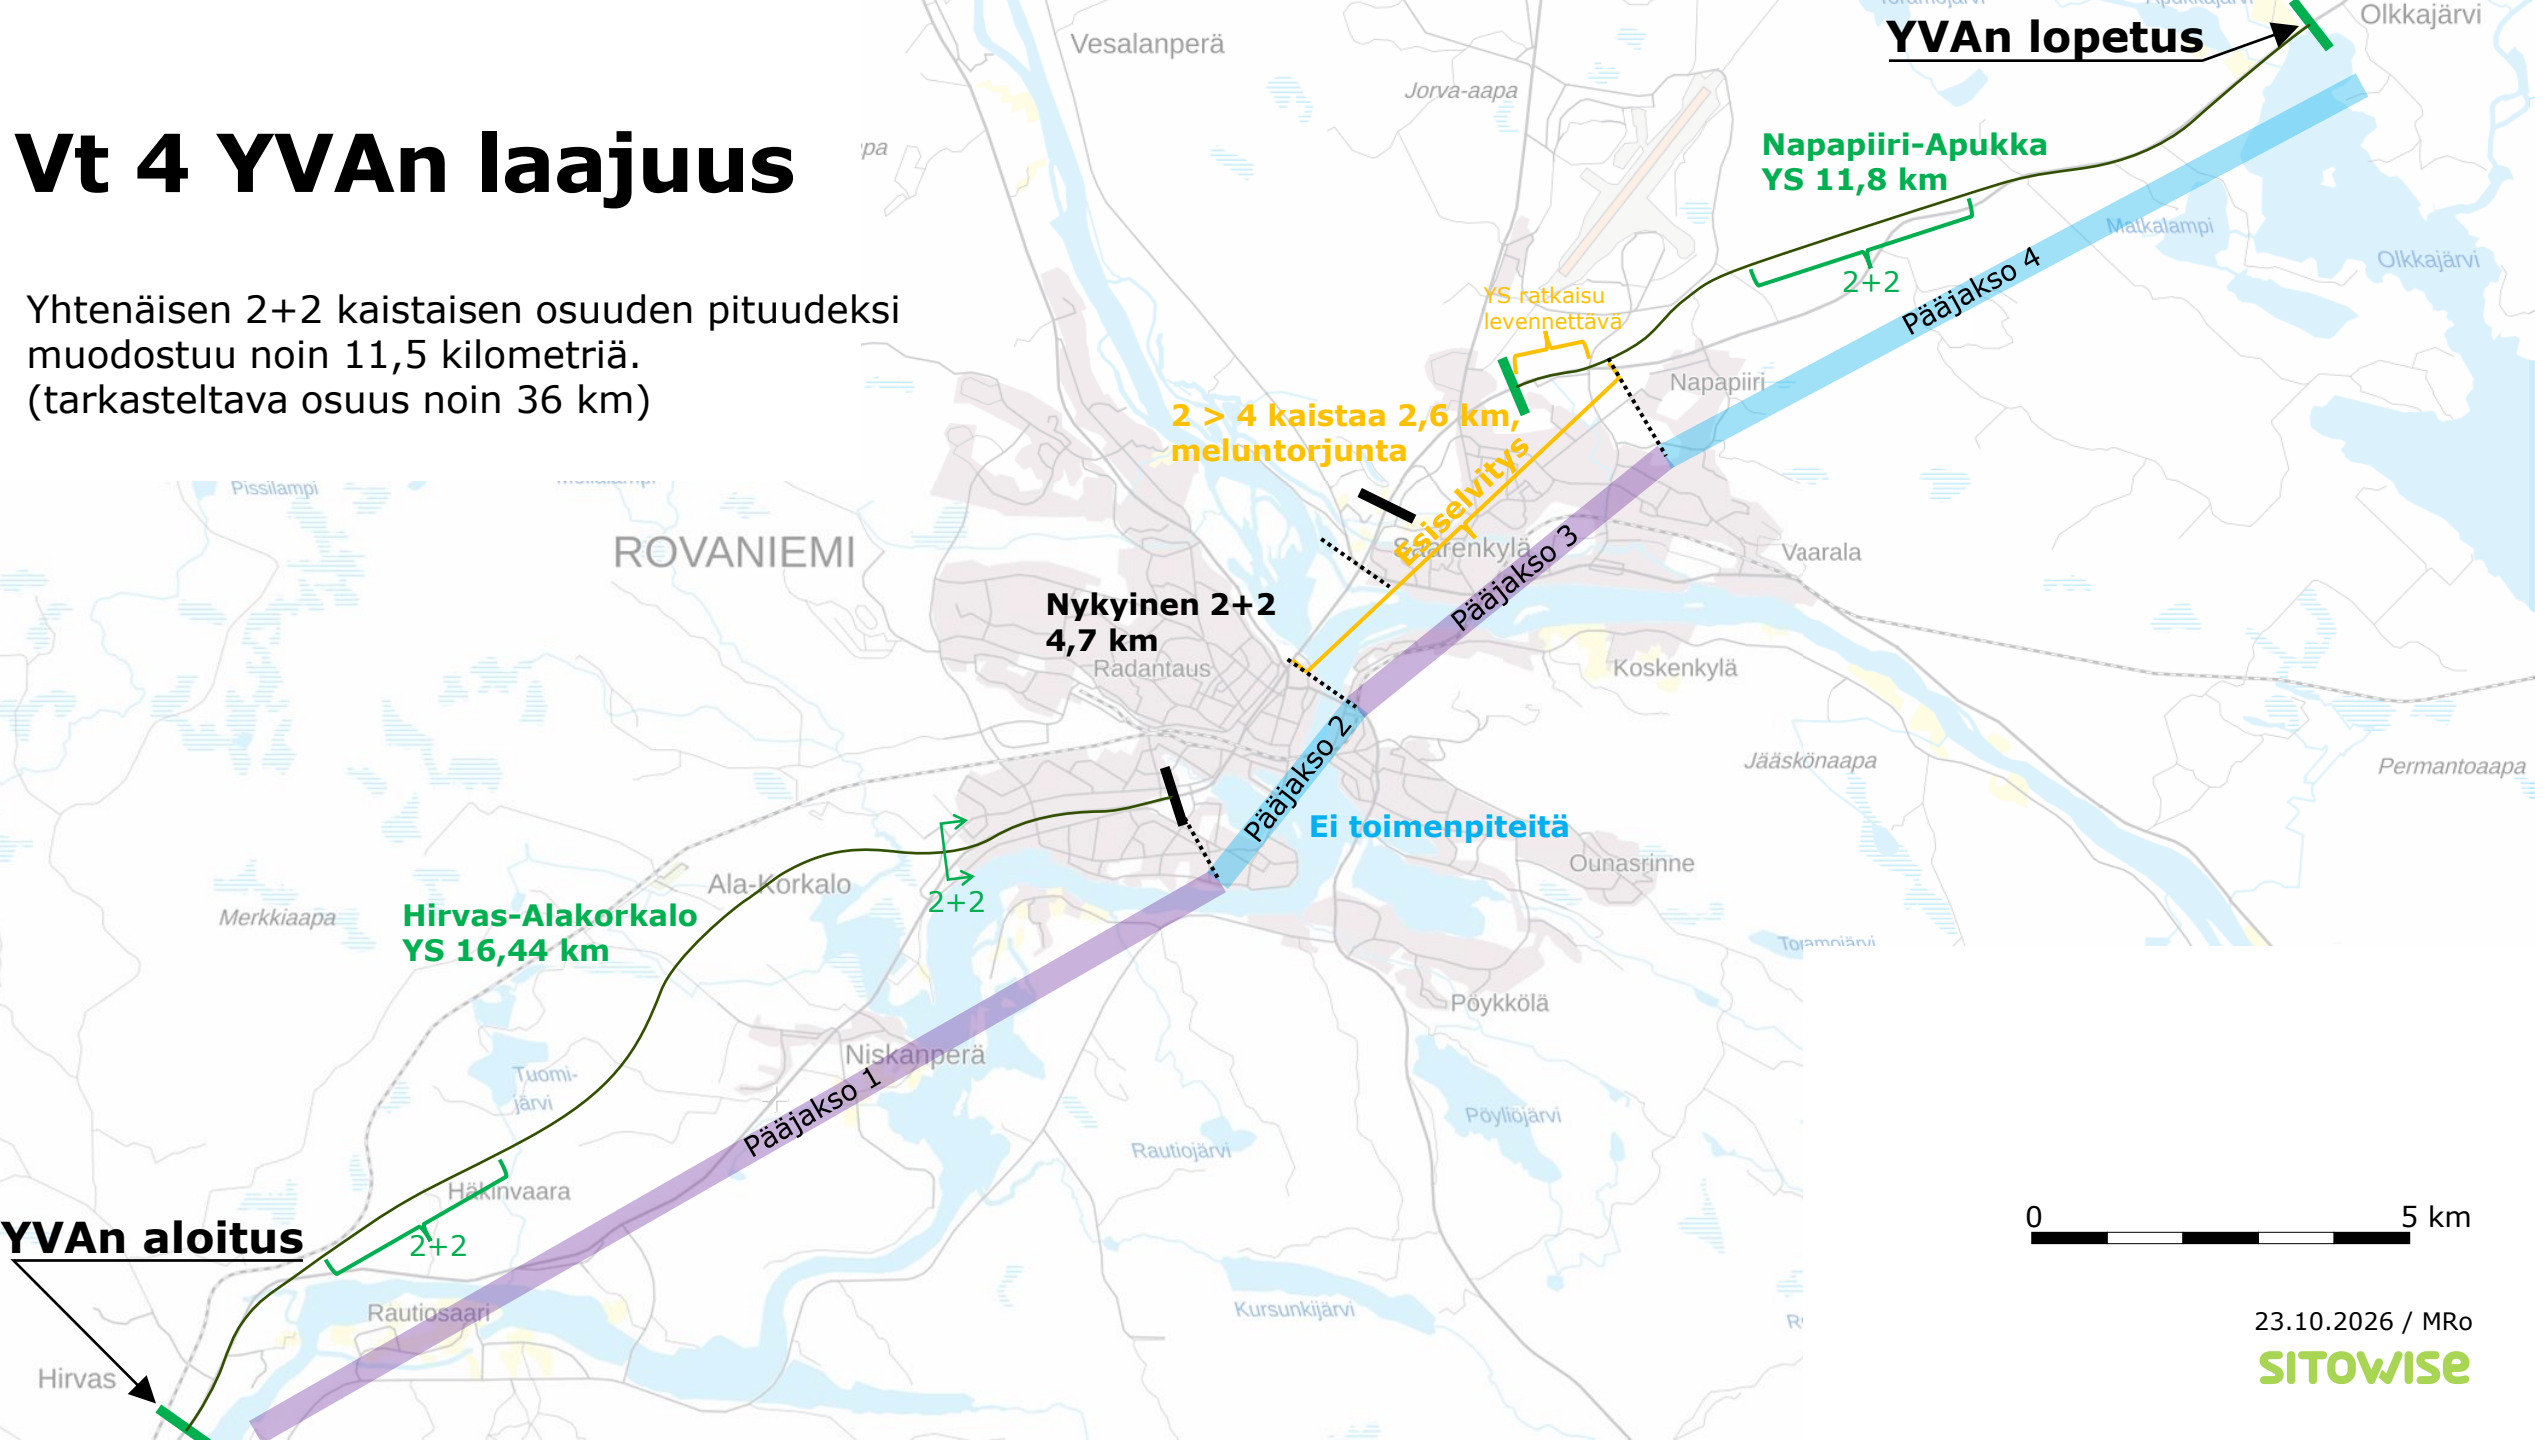 Vt 4 YVAn laajuus
Yhtenäisen 2+2 kaistaisen osuuden pituudeksi
muodostuu noin 11,5 kilometriä.
(tarkasteltava osuus noin 36 km)
YVAn lopetus
Olkkajärvi
Vesalanperä
Jorva-aapa
Napapiiri-Apukka
YS 11,8 km
2+2
Matkalampi
Olkkajärvi
Pääjakso 4
YS ratkaisu
levennettävä
Napapiiri
2 > 4 kaistaa 2,6 km,
meluntorjunta
Esiselvitys
Saarenkylä
Pääjakso 3
Vaarala
Pissilampi
ROVANIEMI
Nykyinen 2+2
4,7 km
Radantaus
Koskenkylä
Pääjakso 2
Jääskönaapa
Permantoaapa
Ei toimenpiteitä
Ounasrinne
Ala-Korkalo
2+2
Merkkiaapa
Hirvas-Alakorkalo
YS 16,44 km
Toramojärvi
Pöykkölä
Niskanperä
Tuomi-
järvi
Pääjakso 1
Pöyliöjärvi
Rautiojärvi
Häkinvaara
2+2
YVAn aloitus
Rautiosaari
Kursunkijärvi
Hirvas
0
5 km
23.10.2026 / MRo
SITOWISE